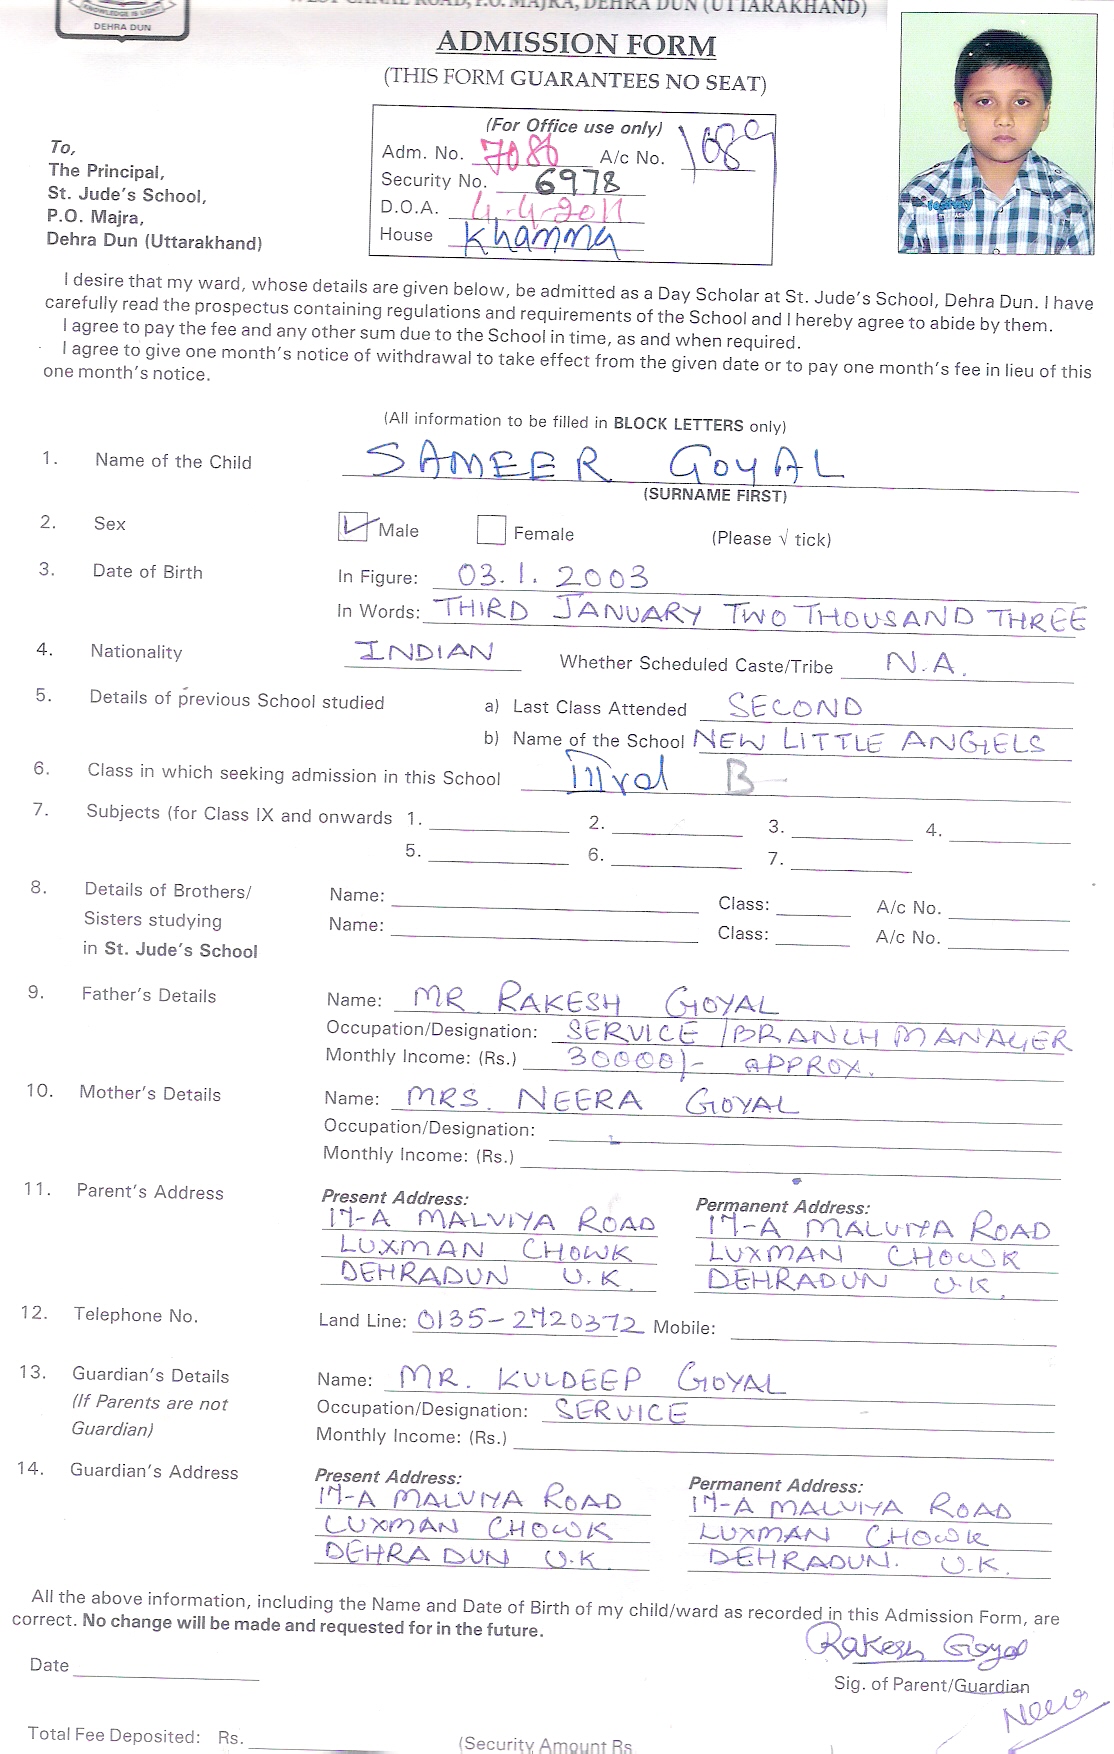 KNOWLEDGE IS LIGHT
DEHRA DUN
WEST CANAL ROAD, P.O. MAJRA, DEHRA DUN (UTTARAKHAND)
ADMISSION FORM
(THIS FORM GUARANTEES NO SEAT)
(For Office use only)
Adm. No. 7086 A/c No. 1689
Security No. 6978
D.O.A. 4-4-2011
House Khanna
To,
The Principal,
St. Jude's School,
P.O. Majra,
Dehra Dun (Uttarakhand)
I desire that my ward, whose details are given below, be admitted as a Day Scholar at St. Jude's School, Dehra Dun. I have
carefully read the prospectus containing regulations and requirements of the School and I hereby agree to abide by them.
I agree to pay the fee and any other sum due to the School in time, as and when required.
I agree to give one month's notice of withdrawal to take effect from the given date or to pay one month's fee in lieu of this
one month's notice.
(All information to be filled in BLOCK LETTERS only)
1. Name of the Child SAMEER GOYAL
(SURNAME FIRST)
2. Sex Male Female (Please √ tick)
3. Date of Birth In Figure: 03.1.2003
In Words: THIRD JANUARY TWO THOUSAND THREE
4. Nationality INDIAN Whether Scheduled Caste/Tribe N.A.
5. Details of previous School studied a) Last Class Attended SECOND
b) Name of the School NEW LITTLE ANGELS
6. Class in which seeking admission in this School IIIrd B
7. Subjects (for Class IX and onwards 1. 2. 3. 4.
5. 6. 7.
8. Details of Brothers/ Name: Class: A/c No.
Sisters studying Name: Class: A/c No.
in St. Jude's School
9. Father's Details Name: MR RAKESH GOYAL
Occupation/Designation: SERVICE/BRANCH MANAGER
Monthly Income: (Rs.) 30000/- APPROX.
10. Mother's Details Name: MRS. NEERA GOYAL
Occupation/Designation:
Monthly Income: (Rs.)
11. Parent's Address Present Address: Permanent Address:
17-A MALVIYA ROAD 17-A MALVIYA ROAD
LUXMAN CHOWK LUXMAN CHOWK
DEHRADUN U.K. DEHRADUN U.K.
12. Telephone No. Land Line: 0135-2720372 Mobile:
13. Guardian's Details Name: MR. KULDEEP GOYAL
(If Parents are not Occupation/Designation: SERVICE
Guardian) Monthly Income: (Rs.)
14. Guardian's Address Present Address: Permanent Address:
17-A MALVIYA ROAD 17-A MALVIYA ROAD
LUXMAN CHOWK LUXMAN CHOWK
DEHRA DUN U.K. DEHRADUN. U.K.
All the above information, including the Name and Date of Birth of my child/ward as recorded in this Admission Form, are
correct. No change will be made and requested for in the future.
Rakesh Goyal
Date
Sig. of Parent/Guardian
Total Fee Deposited: Rs.
(Security Amount Rs